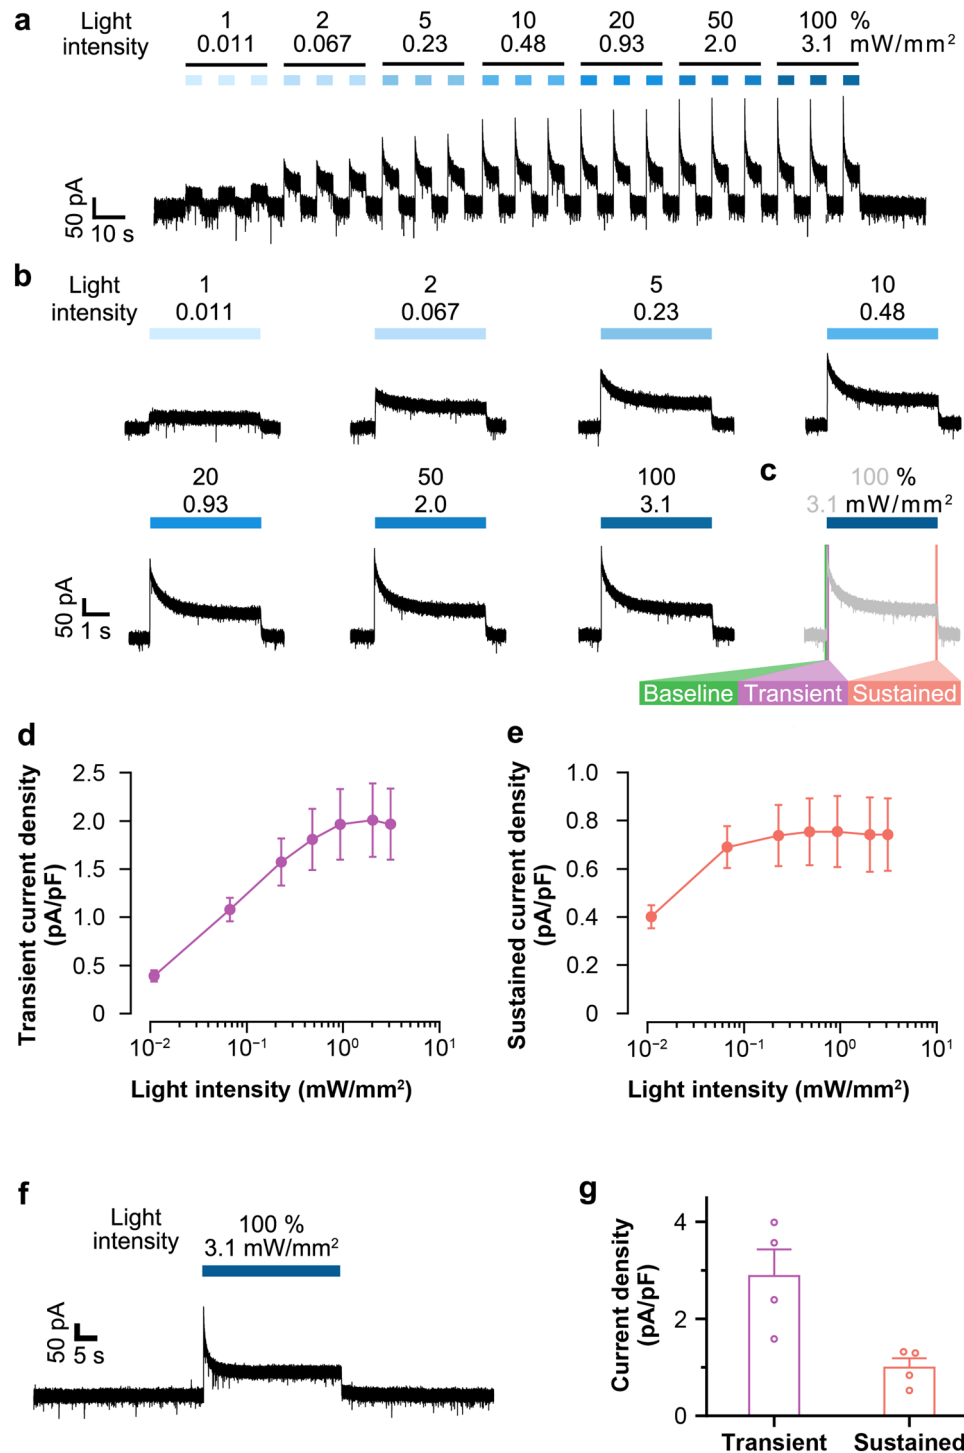 a
Light intensity
1 2 5 10 20 50 100 %
0.011 0.067 0.23 0.48 0.93 2.0 3.1 mW/mm²
50 pA
10 s
b
Light intensity
1 2 5 10
0.011 0.067 0.23 0.48
20 50 100
0.93 2.0 3.1
50 pA
1 s
c
100 %
3.1 mW/mm²
Baseline Transient Sustained
d
Transient current density
(pA/pF)
2.5
2.0
1.5
1.0
0.5
0
10⁻² 10⁻¹ 10⁰ 10¹
Light intensity (mW/mm²)
e
Sustained current density
(pA/pF)
1.0
0.8
0.6
0.4
0.2
0
10⁻² 10⁻¹ 10⁰ 10¹
Light intensity (mW/mm²)
f
Light
intensity
100 %
3.1 mW/mm²
50 pA
5 s
g
Current density
(pA/pF)
4
2
0
Transient Sustained